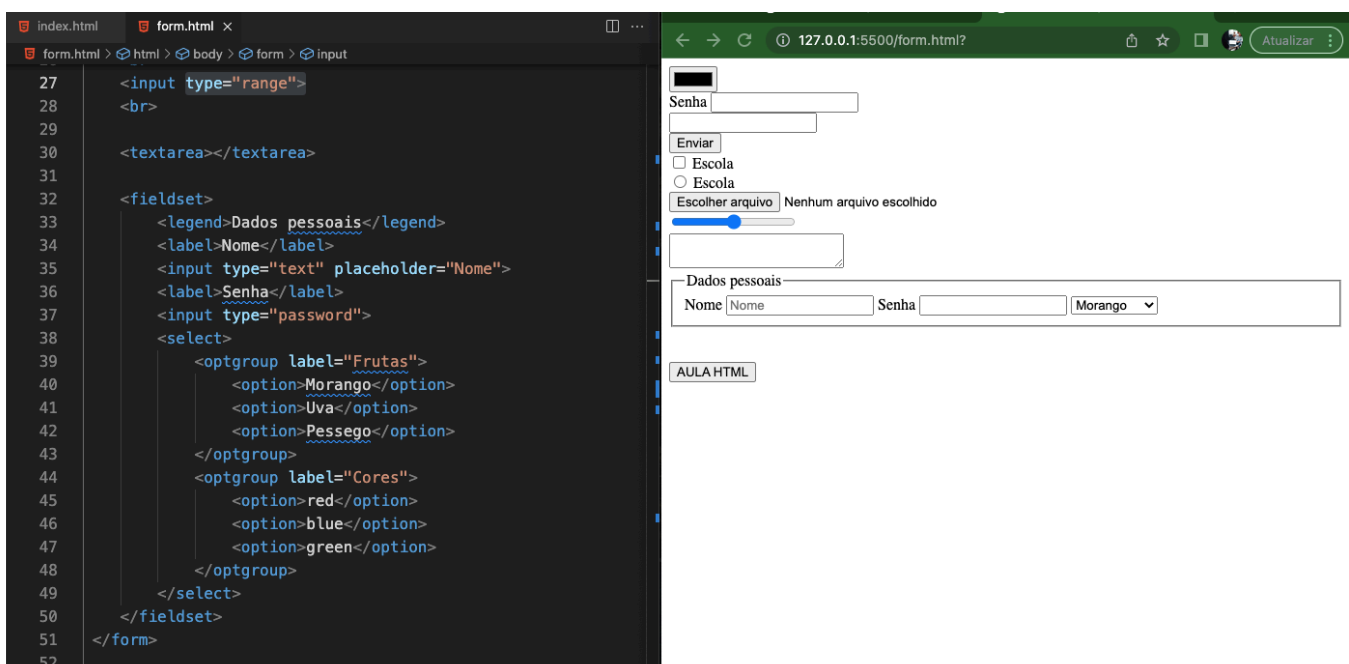 index.html form.html
form.html > html > body > form > input
27 <input type="range">
28 <br>
29
30 <textarea></textarea>
31
32 <fieldset>
33 <legend>Dados pessoais</legend>
34 <label>Nome</label>
35 <input type="text" placeholder="Nome">
36 <label>Senha</label>
37 <input type="password">
38 <select>
39 <optgroup label="Frutas">
40 <option>Morango</option>
41 <option>Uva</option>
42 <option>Pessego</option>
43 </optgroup>
44 <optgroup label="Cores">
45 <option>red</option>
46 <option>blue</option>
47 <option>green</option>
48 </optgroup>
49 </select>
50 </fieldset>
51 </form>
52
127.0.0.1:5500/form.html? Atualizar
Senha
Enviar
Escola
Escola
Escolher arquivo Nenhum arquivo escolhido
Dados pessoais
Nome Nome Senha Morango
AULA HTML